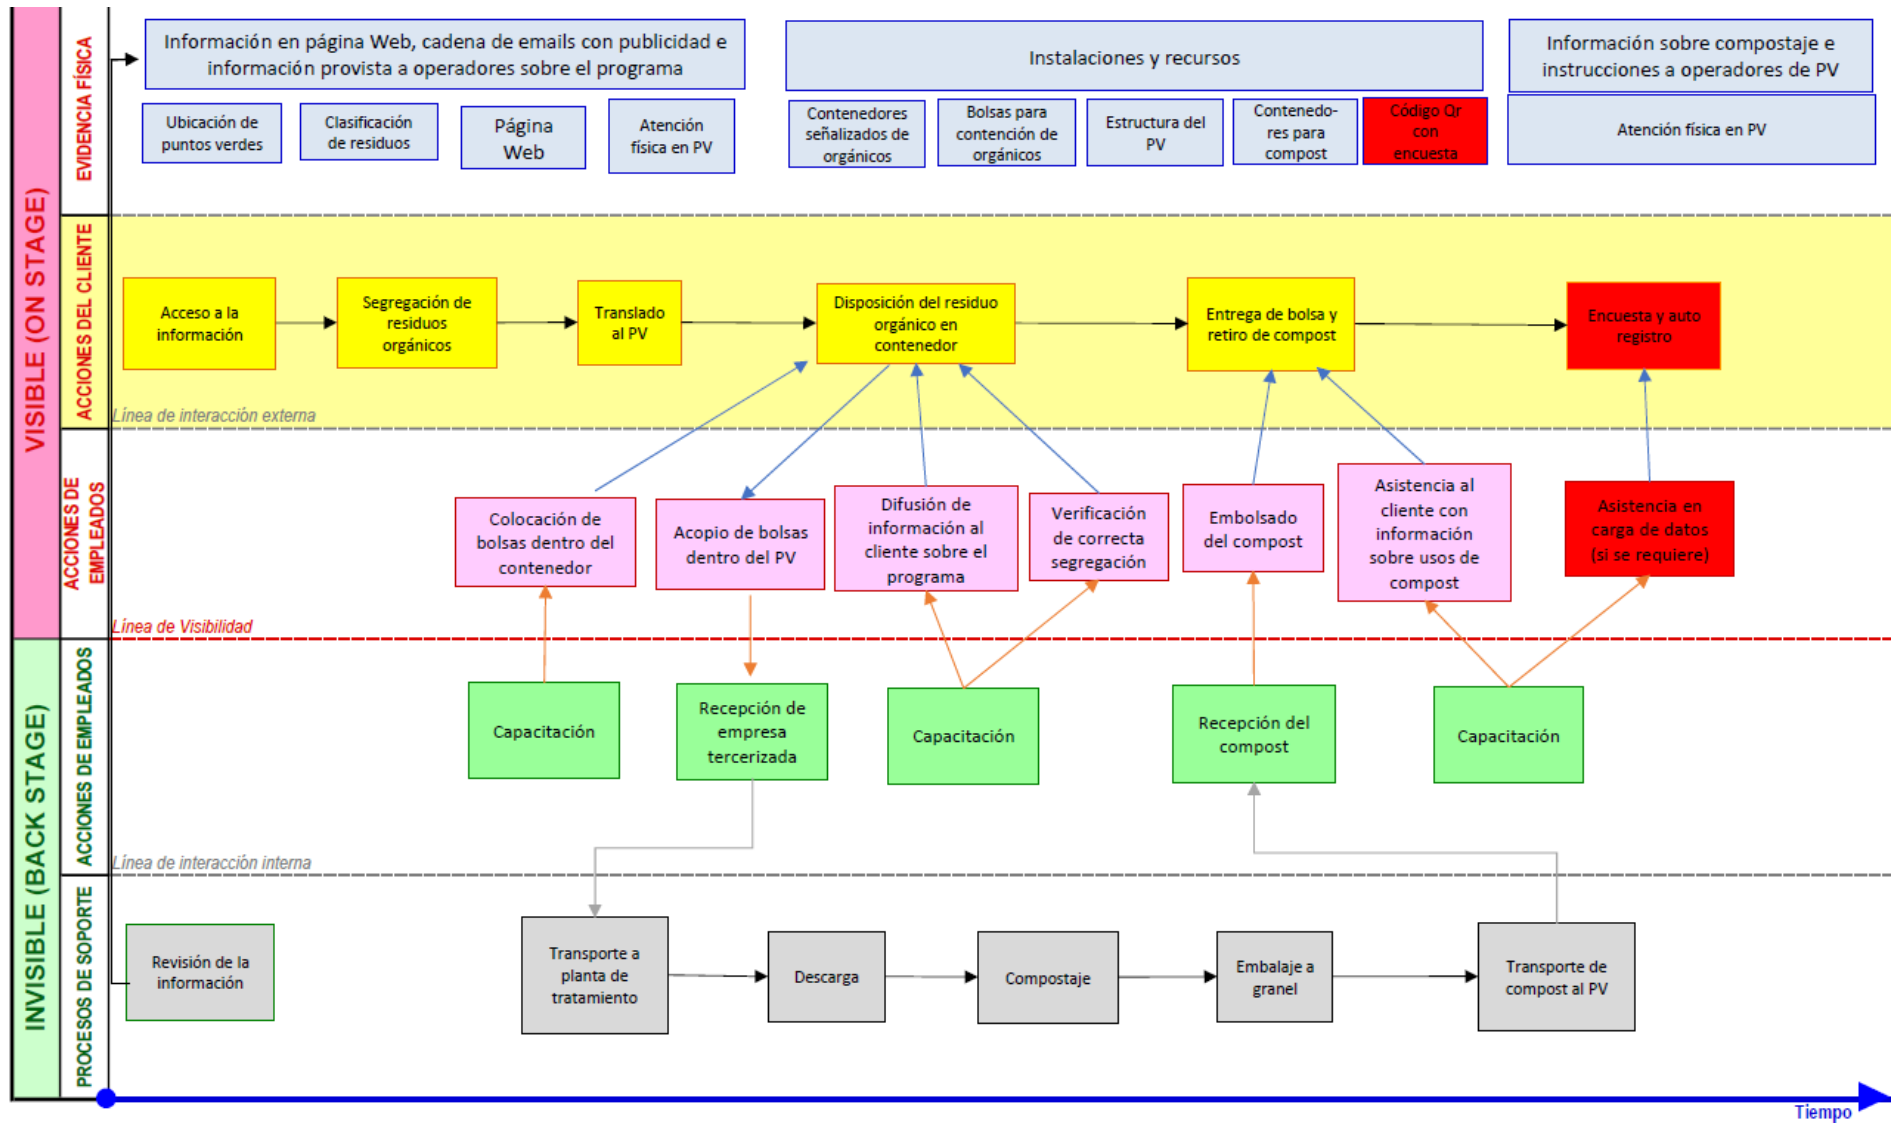 VISIBLE (ON STAGE)
EVIDENCIA FÍSICA
Información en página Web, cadena de emails con publicidad e
información provista a operadores sobre el programa
Instalaciones y recursos
Información sobre compostaje e
instrucciones a operadores de PV
Ubicación de
puntos verdes
Clasificación
de residuos
Página
Web
Atención
física en PV
Contenedores
señalizados de
orgánicos
Bolsas para
contención de
orgánicos
Estructura del
PV
Contenedo-
res para
compost
Código Qr
con
encuesta
Atención física en PV
ACCIONES DEL CLIENTE
Acceso a la
información
Segregación de
residuos
orgánicos
Translado
al PV
Disposición del residuo
orgánico en
contenedor
Entrega de bolsa y
retiro de compost
Encuesta y auto
registro
Línea de interacción externa
ACCIONES DE
EMPLEADOS
Colocación de
bolsas dentro del
contenedor
Acopio de bolsas
dentro del PV
Difusión de
información al
cliente sobre el
programa
Verificación
de correcta
segregación
Embolsado
del compost
Asistencia al
cliente con
información
sobre usos de
compost
Asistencia en
carga de datos
(si se requiere)
Línea de Visibilidad
INVISIBLE (BACK STAGE)
ACCIONES DE EMPLEADOS
Capacitación
Recepción de
empresa
tercerizada
Capacitación
Recepción del
compost
Capacitación
Línea de interacción interna
PROCESOS DE SOPORTE
Revisión de la
información
Transporte a
planta de
tratamiento
Descarga
Compostaje
Embalaje a
granel
Transporte de
compost al PV
Tiempo